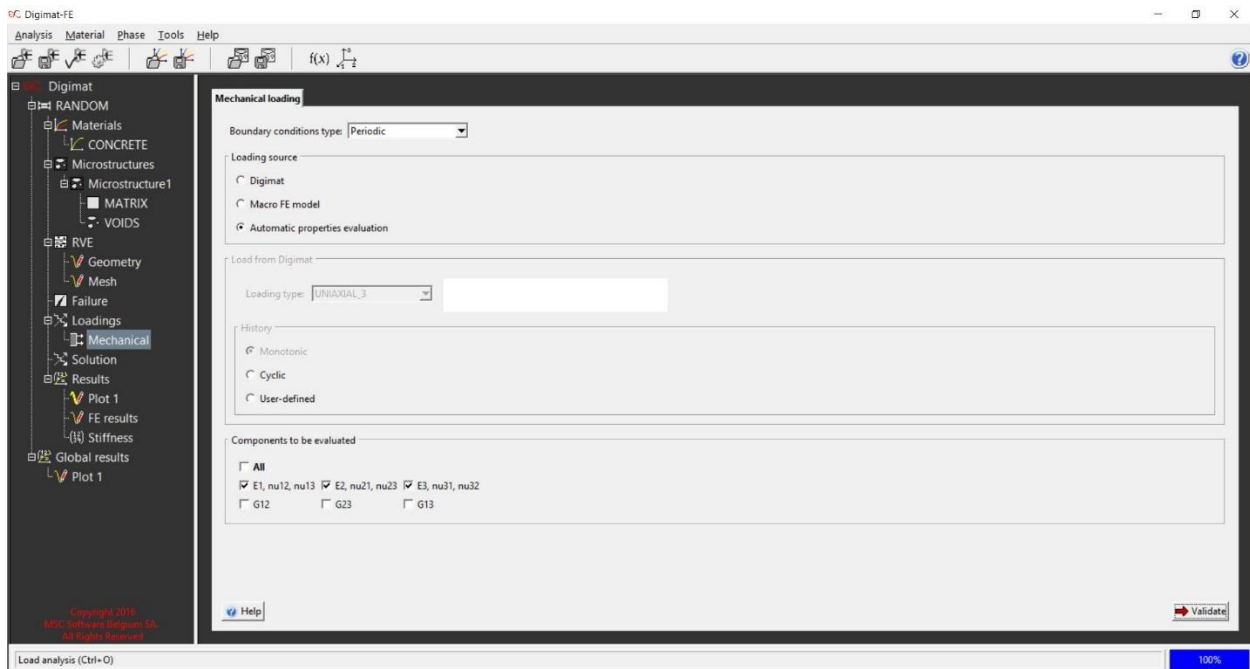 Digimat-FE
Analysis Material Phase Tools Help
f(x)
Digimat
RANDOM
Materials
CONCRETE
Microstructures
Microstructure1
MATRIX
VOIDS
RVE
Geometry
Mesh
Failure
Loadings
Mechanical
Solution
Results
Plot 1
FE results
Stiffness
Global results
Plot 1
Copyright 2016
MSC Software Belgium SA.
All Rights Reserved
Mechanical loading
Boundary conditions type: Periodic
Loading source
Digimat
Macro FE model
Automatic properties evaluation
Load from Digimat
Loading type: UNIAXIAL_3
History
Monotonic
Cyclic
User-defined
Components to be evaluated
All
E1, nu12, nu13 E2, nu21, nu23 E3, nu31, nu32
G12 G23 G13
Help
Validate
Load analysis (Ctrl+O)
100%